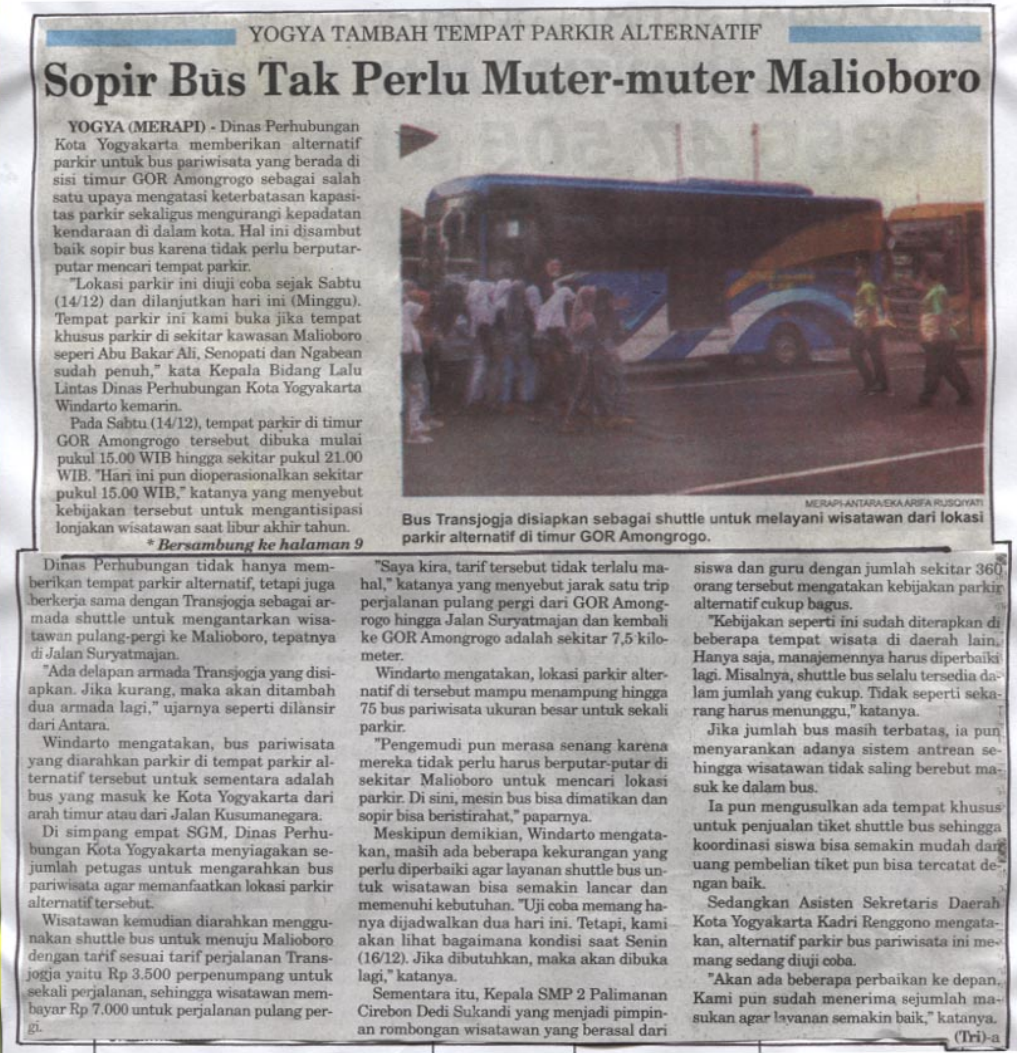 YOGYA TAMBAH TEMPAT PARKIR ALTERNATIF
Sopir Bus Tak Perlu Muter-muter Malioboro
YOGYA (MERAPI) - Dinas Perhubungan
Kota Yogyakarta memberikan alternatif
parkir untuk bus pariwisata yang berada di
sisi timur GOR Amongrogo sebagai salah
satu upaya mengatasi keterbatasan kapasi-
tas parkir sekaligus mengurangi kepadatan
kendaraan di dalam kota. Hal ini disambut
baik sopir bus karena tidak perlu berputar-
putar mencari tempat parkir.
"Lokasi parkir ini diuji coba sejak Sabtu
(14/12) dan dilanjutkan hari ini (Minggu).
Tempat parkir ini kami buka jika tempat
khusus parkir di sekitar kawasan Malioboro
seperi Abu Bakar Ali, Senopati dan Ngabean
sudah penuh," kata Kepala Bidang Lalu
Lintas Dinas Perhubungan Kota Yogyakarta
Windarto kemarin.
Pada Sabtu (14/12), tempat parkir di timur
GOR Amongrogo tersebut dibuka mulai
pukul 15.00 WIB hingga sekitar pukul 21.00
WIB. "Hari ini pun dioperasionalkan sekitar
pukul 15.00 WIB," katanya yang menyebut
kebijakan tersebut untuk mengantisipasi
lonjakan wisatawan saat libur akhir tahun.
* Bersambung ke halaman 9
MERAPI-ANTARA/EKA ARIFA RUSQIYATI
Bus Transjogja disiapkan sebagai shuttle untuk melayani wisatawan dari lokasi
parkir alternatif di timur GOR Amongrogo.
Dinas Perhubungan tidak hanya mem-
berikan tempat parkir alternatif, tetapi juga
berkerja sama dengan Transjogja sebagai ar-
mada shuttle untuk mengantarkan wisa-
tawan pulang-pergi ke Malioboro, tepatnya
di Jalan Suryatmajan.
"Ada delapan armada Transjogja yang disi-
apkan. Jika kurang, maka akan ditambah
dua armada lagi," ujarnya seperti dilansir
dari Antara.
Windarto mengatakan, bus pariwisata
yang diarahkan parkir di tempat parkir al-
ternatif tersebut untuk sementara adalah
bus yang masuk ke Kota Yogyakarta dari
arah timur atau dari Jalan Kusumanegara.
Di simpang empat SGM, Dinas Perhu-
bungan Kota Yogyakarta menyiagakan se-
jumlah petugas untuk mengarahkan bus
pariwisata agar memanfaatkan lokasi parkir
alternatif tersebut.
Wisatawan kemudian diarahkan menggu-
nakan shuttle bus untuk menuju Malioboro
dengan tarif sesuai tarif perjalanan Trans-
jogja yaitu Rp 3.500 perpenumpang untuk
sekali perjalanan, sehingga wisatawan mem-
bayar Rp 7.000 untuk perjalanan pulang per-
gi.
"Saya kira, tarif tersebut tidak terlalu ma-
hal," katanya yang menyebut jarak satu trip
perjalanan pulang pergi dari GOR Among-
rogo hingga Jalan Suryatmajan dan kembali
ke GOR Amongrogo adalah sekitar 7,5 kilo-
meter.
Windarto mengatakan, lokasi parkir alter-
natif di tersebut mampu menampung hingga
75 bus pariwisata ukuran besar untuk sekali
parkir.
"Pengemudi pun merasa senang karena
mereka tidak perlu harus berputar-putar di
sekitar Malioboro untuk mencari lokasi
parkir. Di sini, mesin bus bisa dimatikan dan
sopir bisa beristirahat," paparnya.
Meskipun demikian, Windarto mengata-
kan, masih ada beberapa kekurangan yang
perlu diperbaiki agar layanan shuttle bus un-
tuk wisatawan bisa semakin lancar dan
memenuhi kebutuhan. "Uji coba memang ha-
nya dijadwalkan dua hari ini. Tetapi, kami
akan lihat bagaimana kondisi saat Senin
(16/12). Jika dibutuhkan, maka akan dibuka
lagi," katanya.
Sementara itu, Kepala SMP 2 Palimanan
Cirebon Dedi Sukandi yang menjadi pimpin-
an rombongan wisatawan yang berasal dari
siswa dan guru dengan jumlah sekitar 360
orang tersebut mengatakan kebijakan parkir
alternatif cukup bagus.
"Kebijakan seperti ini sudah diterapkan di
beberapa tempat wisata di daerah lain.
Hanya saja, manajemennya harus diperbaiki
lagi. Misalnya, shuttle bus selalu tersedia da-
lam jumlah yang cukup. Tidak seperti seka-
rang harus menunggu," katanya.
Jika jumlah bus masih terbatas, ia pun
menyarankan adanya sistem antrean se-
hingga wisatawan tidak saling berebut ma-
suk ke dalam bus.
Ia pun mengusulkan ada tempat khusus
untuk penjualan tiket shuttle bus sehingga
koordinasi siswa bisa semakin mudah dan
uang pembelian tiket pun bisa tercatat de-
ngan baik.
Sedangkan Asisten Sekretaris Daerah
Kota Yogyakarta Kadri Renggono mengata-
kan, alternatif parkir bus pariwisata ini me-
mang sedang diuji coba.
"Akan ada beberapa perbaikan ke depan.
Kami pun sudah menerima sejumlah ma-
sukan agar layanan semakin baik," katanya.
(Tri)-a